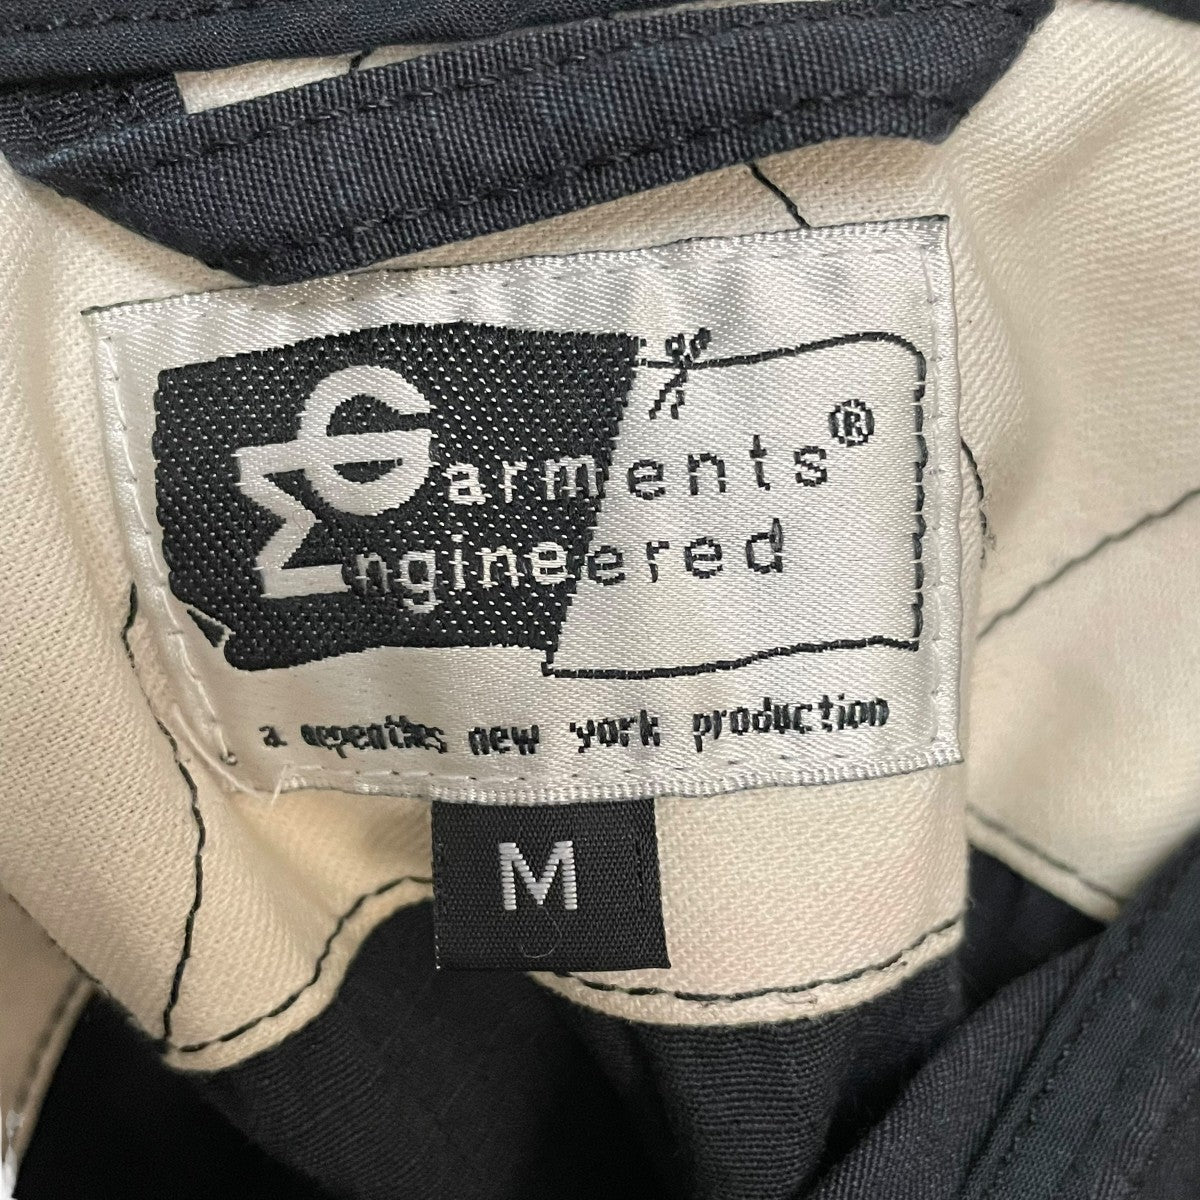 Garments®
Engineered
a nepenthes new york production
M